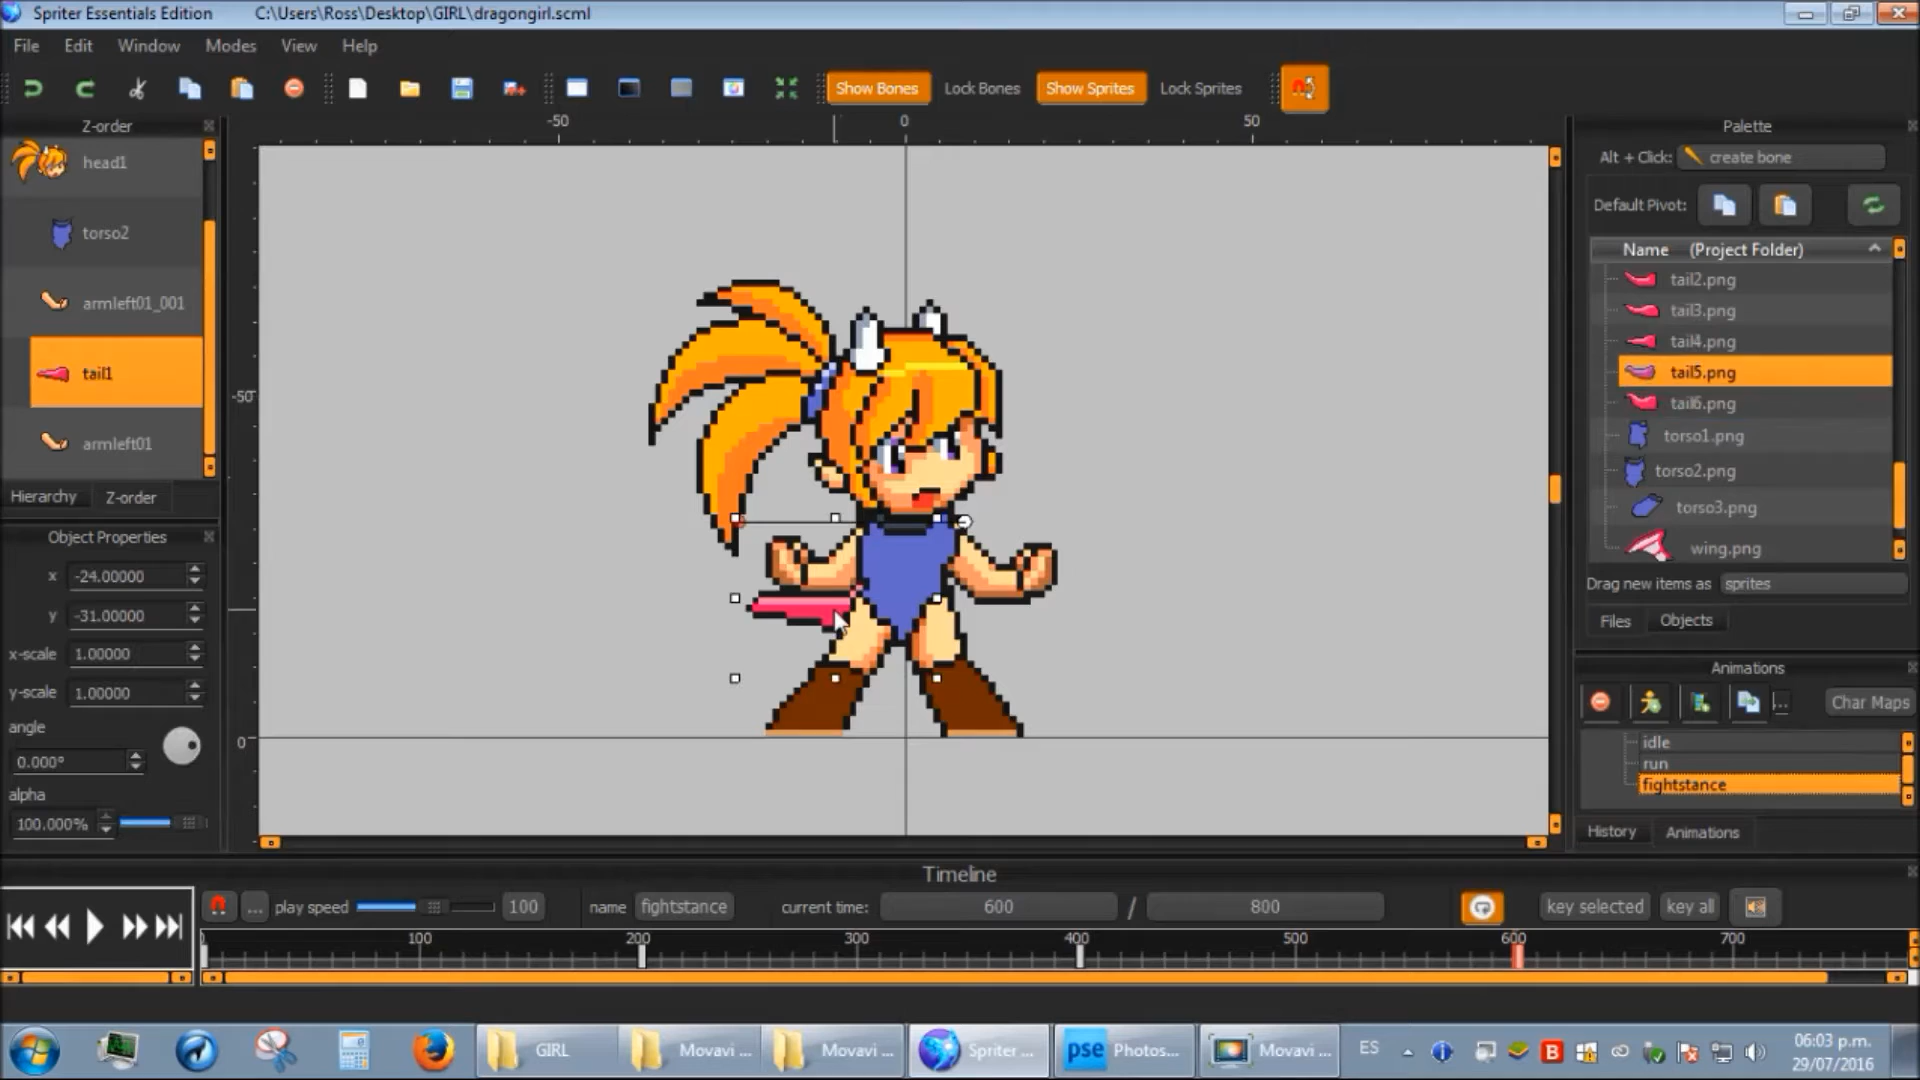 Spriter Essentials Edition C:\Users\Ross\Desktop\GIRL\dragongirl.scml
File Edit Window Modes View Help
Show Bones Lock Bones Show Sprites Lock Sprites
Z-order
head1
torso2
armleft01_001
tail1
armleft01
Hierarchy Z-order
Object Properties
x -24.00000
y -31.00000
x-scale 1.00000
y-scale 1.00000
angle
0.000°
alpha
100.000%
-50 0 50
-50
0
Palette
Alt + Click: create bone
Default Pivot:
Name (Project Folder)
tail2.png
tail3.png
tail4.png
tail5.png
tail6.png
torso1.png
torso2.png
torso3.png
wing.png
Drag new items as sprites
Files Objects
Animations
... Char Maps
idle
run
fightstance
History Animations
Timeline
... play speed 100 name fightstance current time: 600 / 800 key selected key all
100 200 300 400 500 600 700
GIRL Movavi ... Movavi ... Spriter ... pse Photos... Movavi ... ES B 06:03 p.m.
29/07/2016